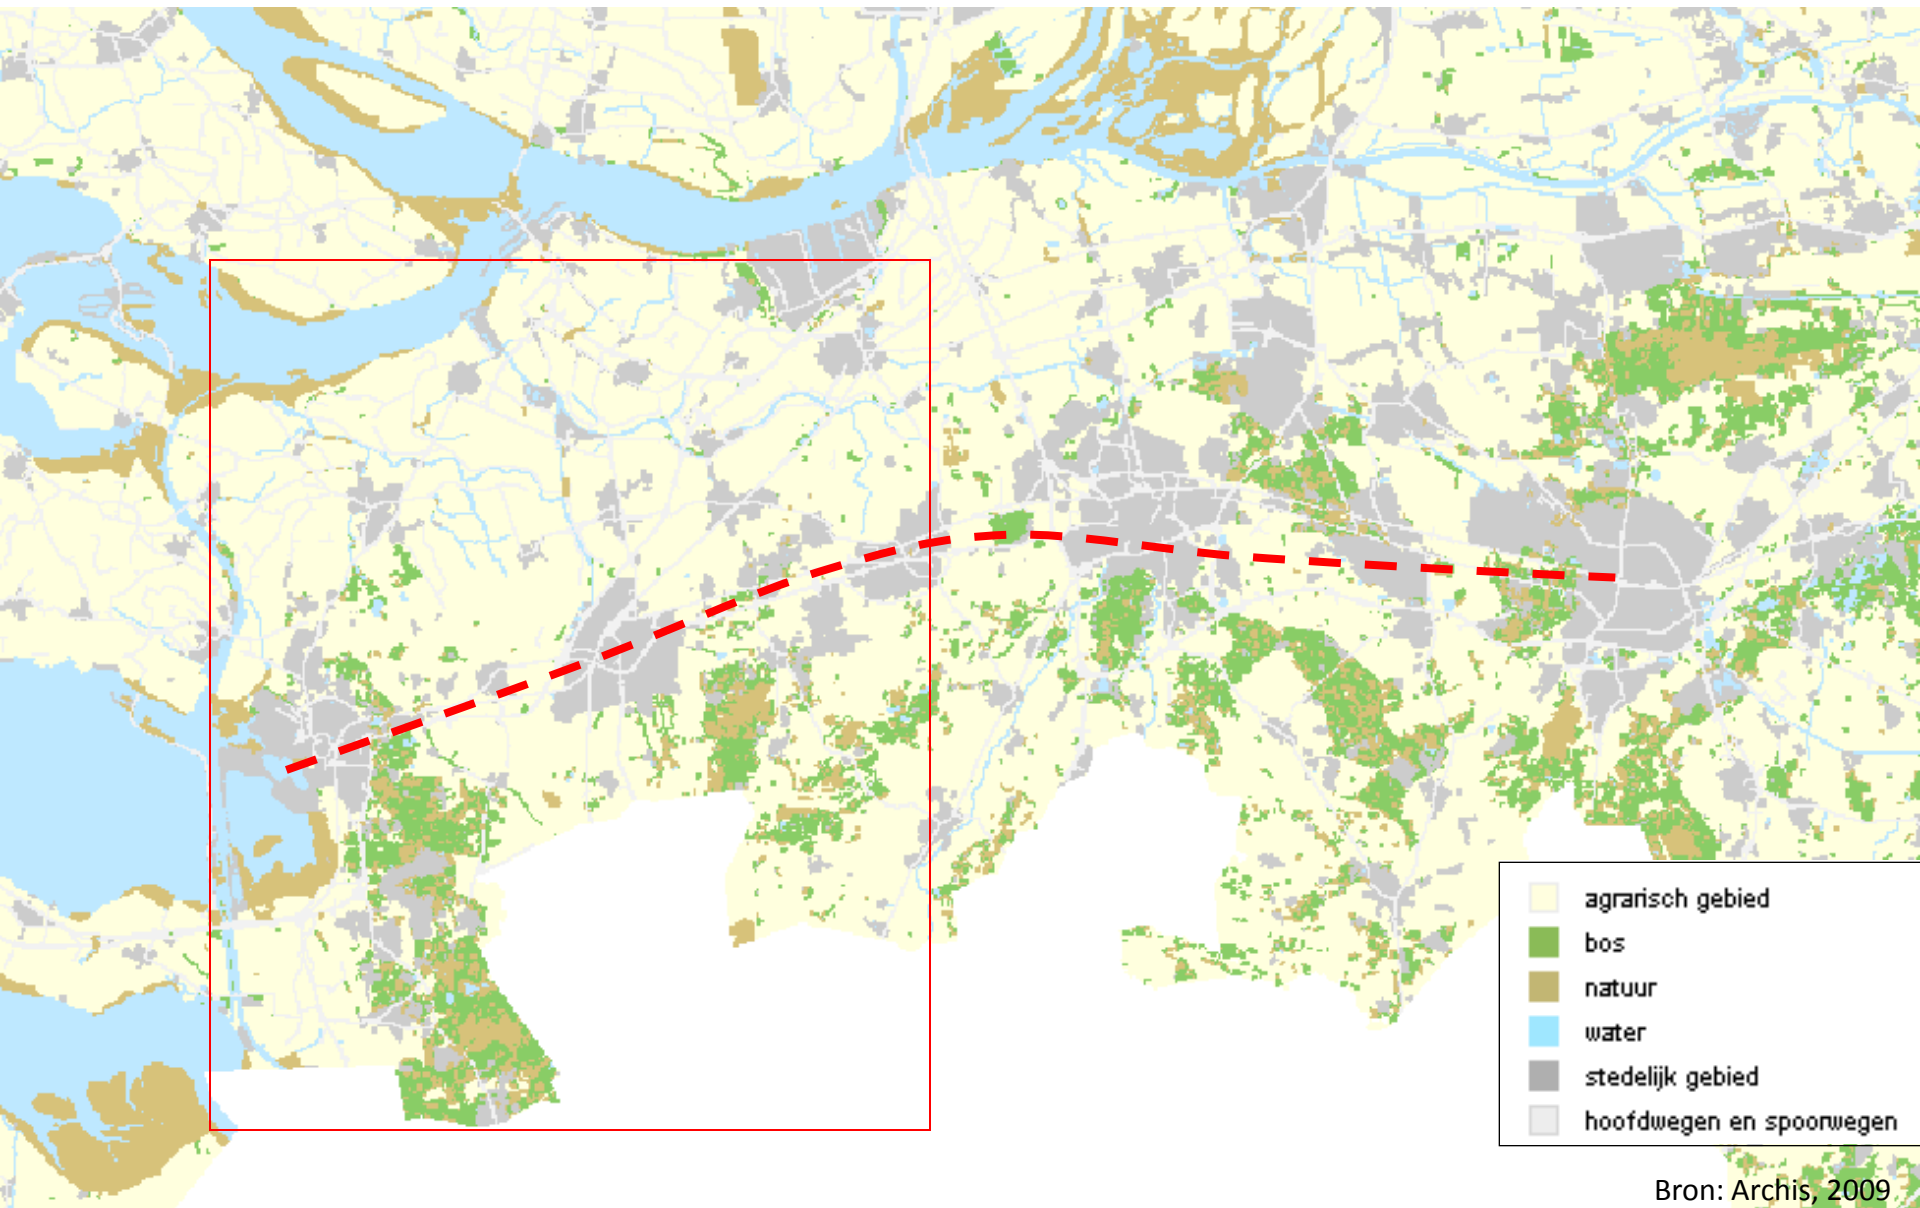 agrarisch gebied
bos
natuur
water
stedelijk gebied
hoofdwegen en spoorwegen
Bron: Archis, 2009